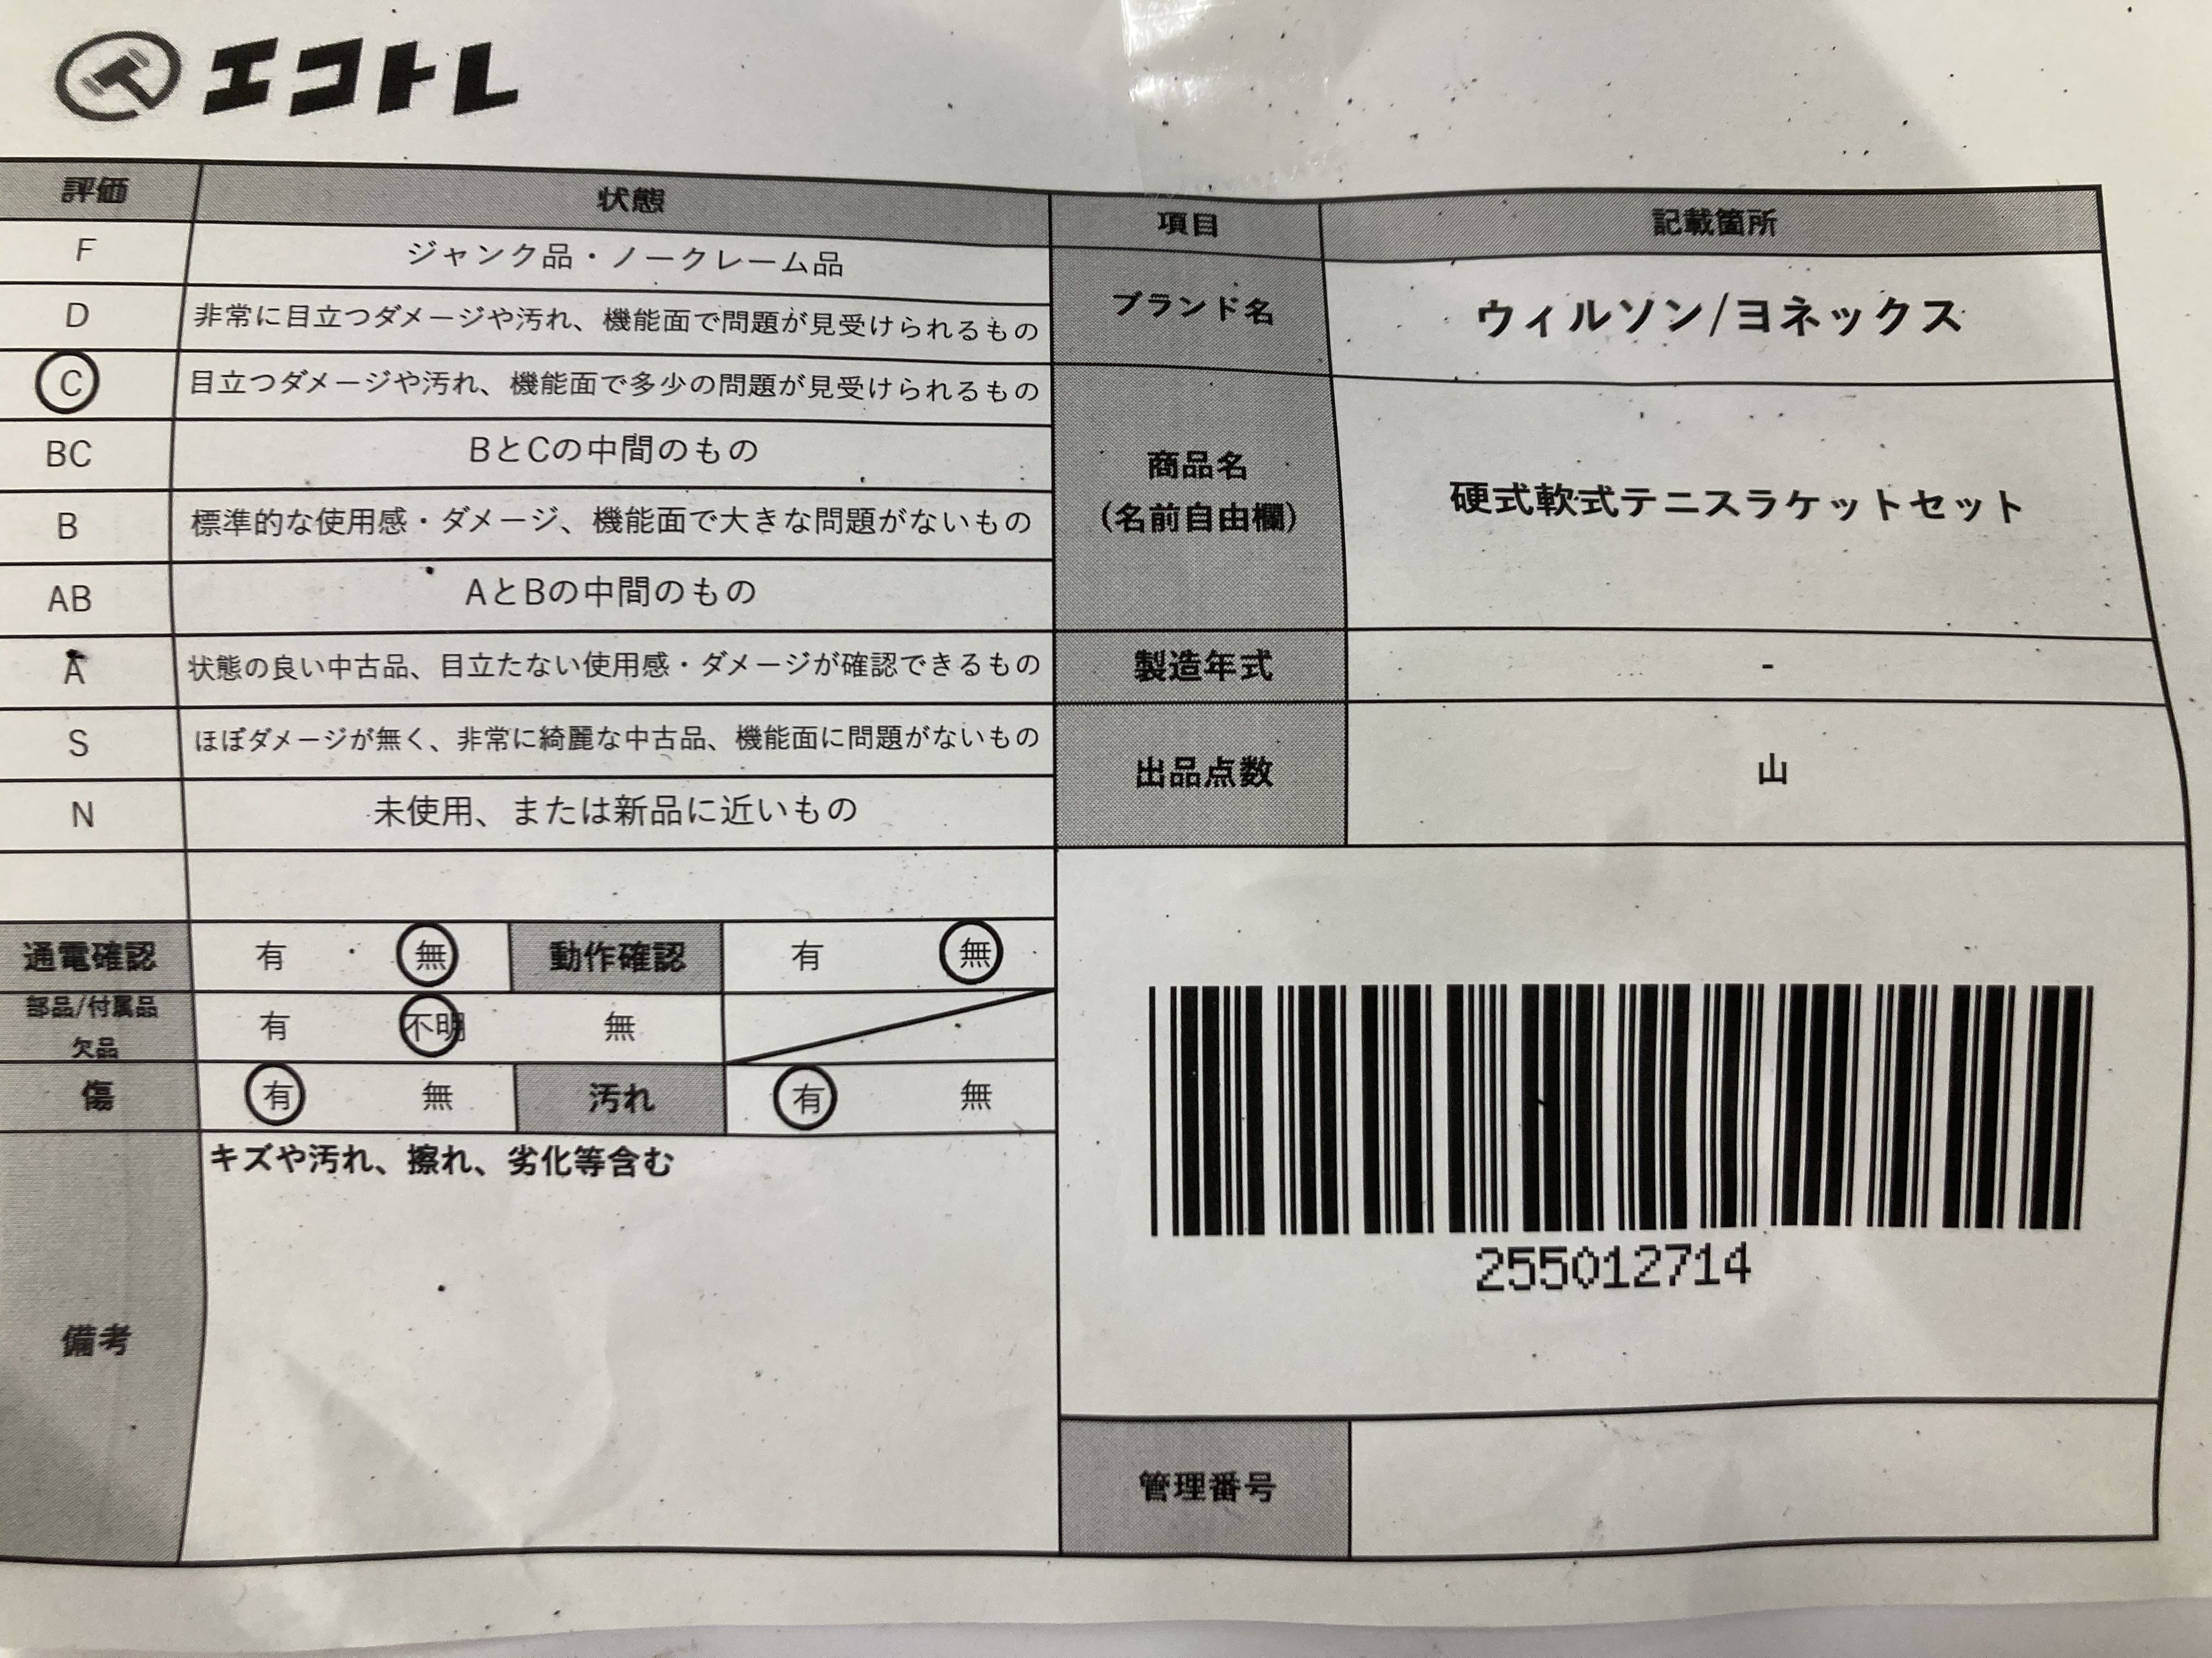 エコトレ
評価 状態
F ジャンク品・ノークレーム品
D 非常に目立つダメージや汚れ、機能面で問題が見受けられるもの
C 目立つダメージや汚れ、機能面で多少の問題が見受けられるもの
BC BとCの中間のもの
B 標準的な使用感・ダメージ、機能面で大きな問題がないもの
AB AとBの中間のもの
A 状態の良い中古品、目立たない使用感・ダメージが確認できるもの
S ほぼダメージが無く、非常に綺麗な中古品、機能面に問題がないもの
N 未使用、または新品に近いもの
通電確認 有 ・ 無 動作確認 有 無
部品/付属品
欠品 有 不明 無
傷 有 無 汚れ 有 無
備考 キズや汚れ、擦れ、劣化等含む
項目 記載箇所
ブランド名 ウィルソン/ヨネックス
商品名
(名前自由欄) 硬式軟式テニスラケットセット
製造年式 -
出品点数 山
255012714
管理番号